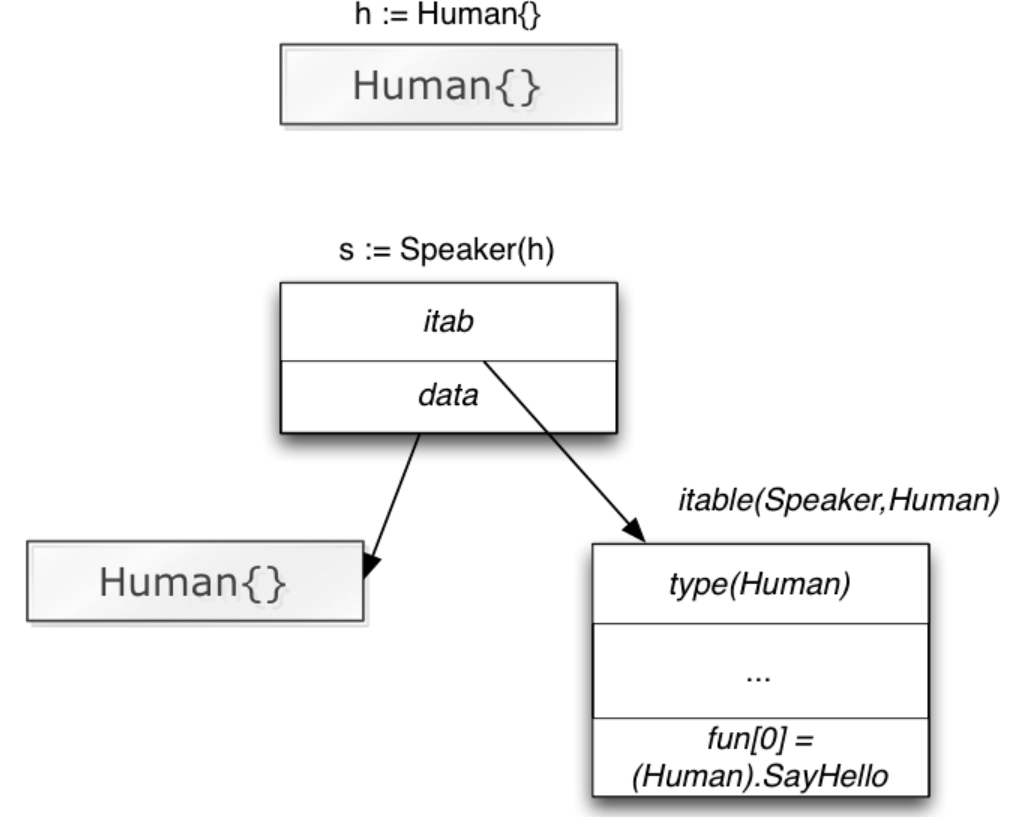 h := Human{}
Human{}
s := Speaker(h)
itab
data
itable(Speaker,Human)
Human{}
type(Human)
...
fun[0] =
(Human).SayHello